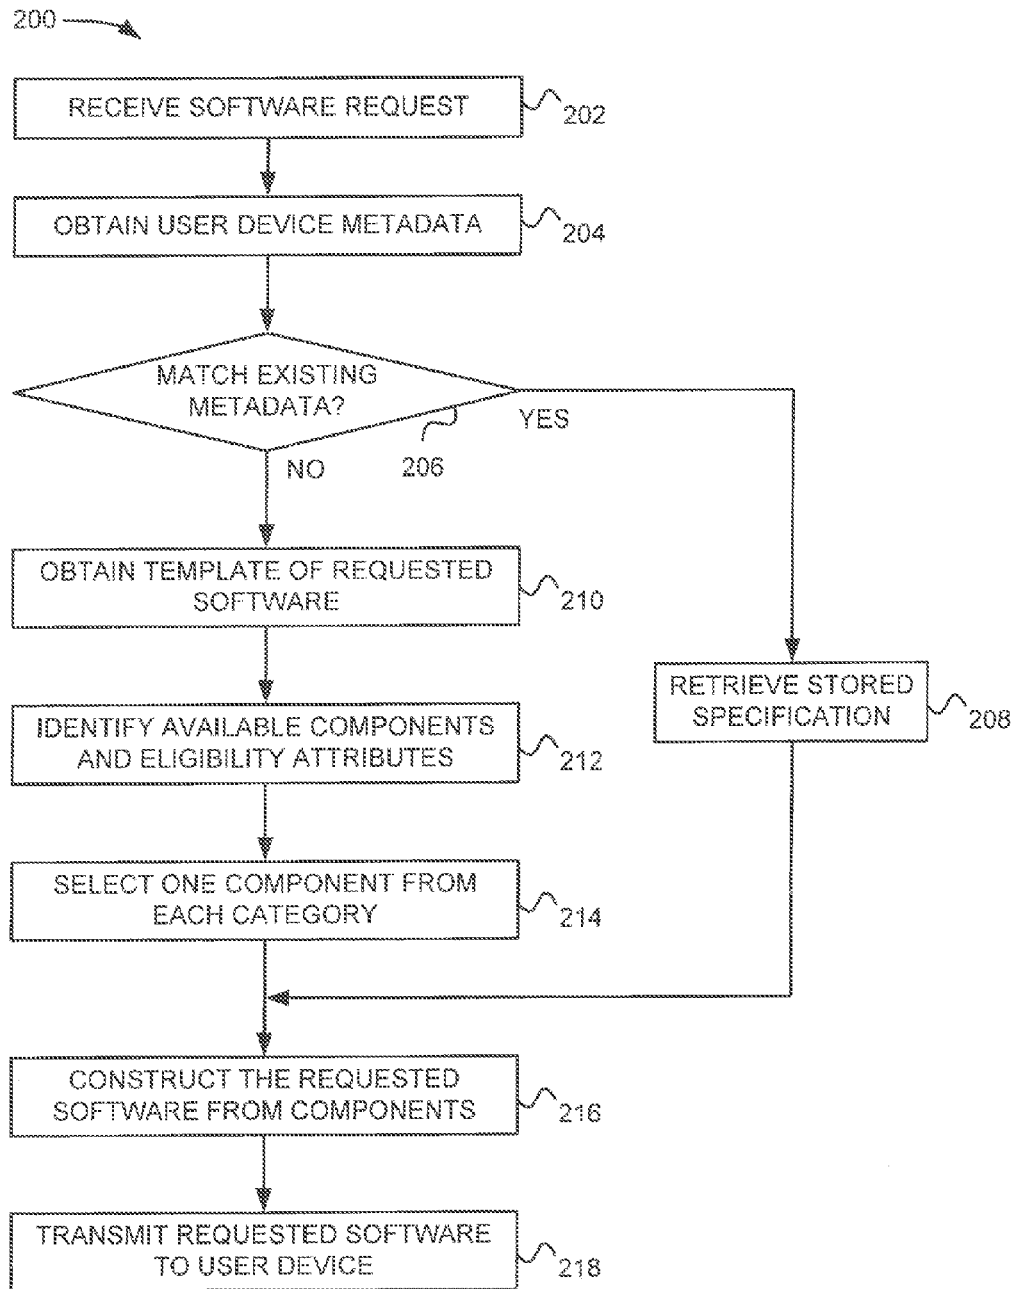 200
RECEIVE SOFTWARE REQUEST
202
OBTAIN USER DEVICE METADATA
204
MATCH EXISTING
METADATA?
YES
206
NO
OBTAIN TEMPLATE OF REQUESTED
SOFTWARE
210
RETRIEVE STORED
SPECIFICATION
208
IDENTIFY AVAILABLE COMPONENTS
AND ELIGIBILITY ATTRIBUTES
212
SELECT ONE COMPONENT FROM
EACH CATEGORY
214
CONSTRUCT THE REQUESTED
SOFTWARE FROM COMPONENTS
216
TRANSMIT REQUESTED SOFTWARE
TO USER DEVICE
218